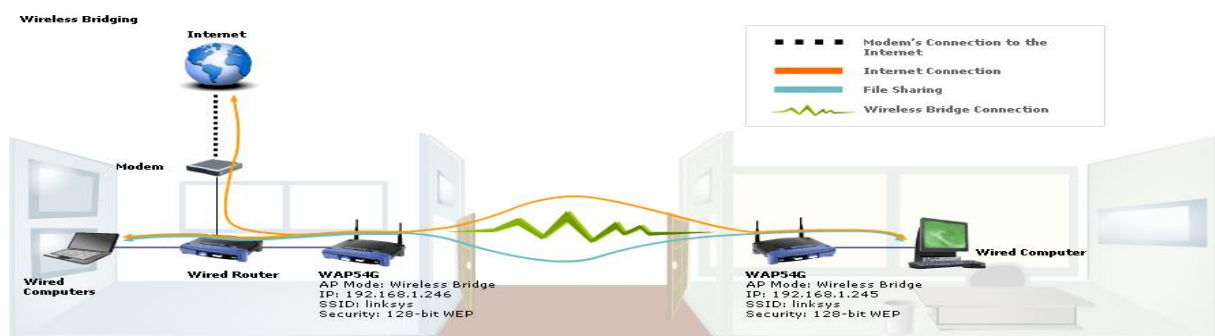 Wireless Bridging
Internet
Modem's Connection to the
Internet
Internet Connection
File Sharing
Wireless Bridge Connection
Modem
Wired
Computers
Wired Router
WAP54G
AP Mode: Wireless Bridge
IP: 192.168.1.246
SSID: linksys
Security: 128-bit WEP
WAP54G
AP Mode: Wireless Bridge
IP: 192.168.1.245
SSID: linksys
Security: 128-bit WEP
Wired Computer